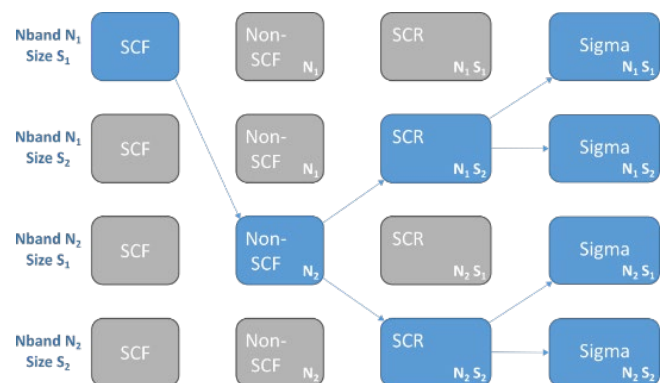 Nband N₁
Size S₁
SCF
Non-
SCF
N₁
SCR
N₁ S₁
Sigma
N₁ S₁
Nband N₁
Size S₂
SCF
Non-
SCF
N₁
SCR
N₁ S₂
Sigma
N₁ S₂
Nband N₂
Size S₁
SCF
Non-
SCF
N₂
SCR
N₂ S₁
Sigma
N₂ S₁
Nband N₂
Size S₂
SCF
Non-
SCF
N₂
SCR
N₂ S₂
Sigma
N₂ S₂